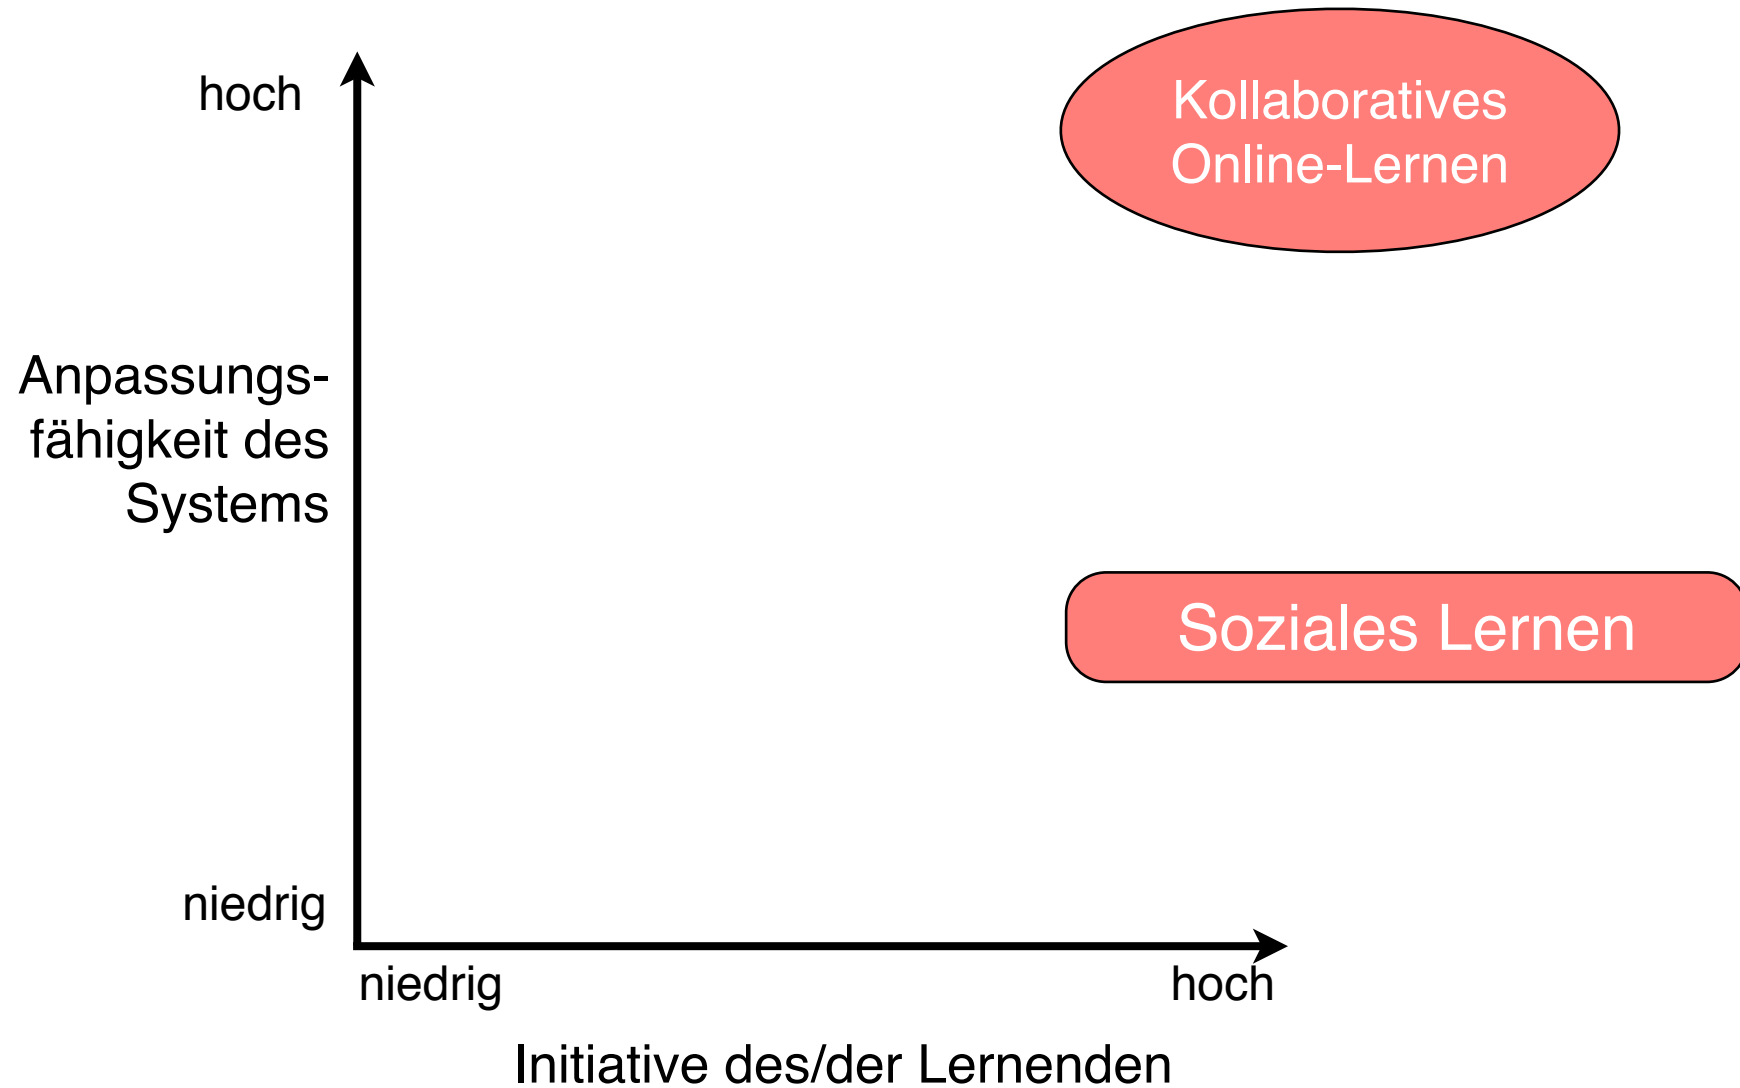 hoch
Kollaboratives
Online-Lernen
Anpassungs-
fähigkeit des
Systems
Soziales Lernen
niedrig
niedrig
hoch
Initiative des/der Lernenden